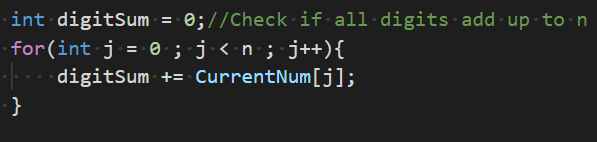 int digitSum = 0;//Check if all digits add up to n
for(int j = 0 ; j < n ; j++){
    digitSum += CurrentNum[j];
}